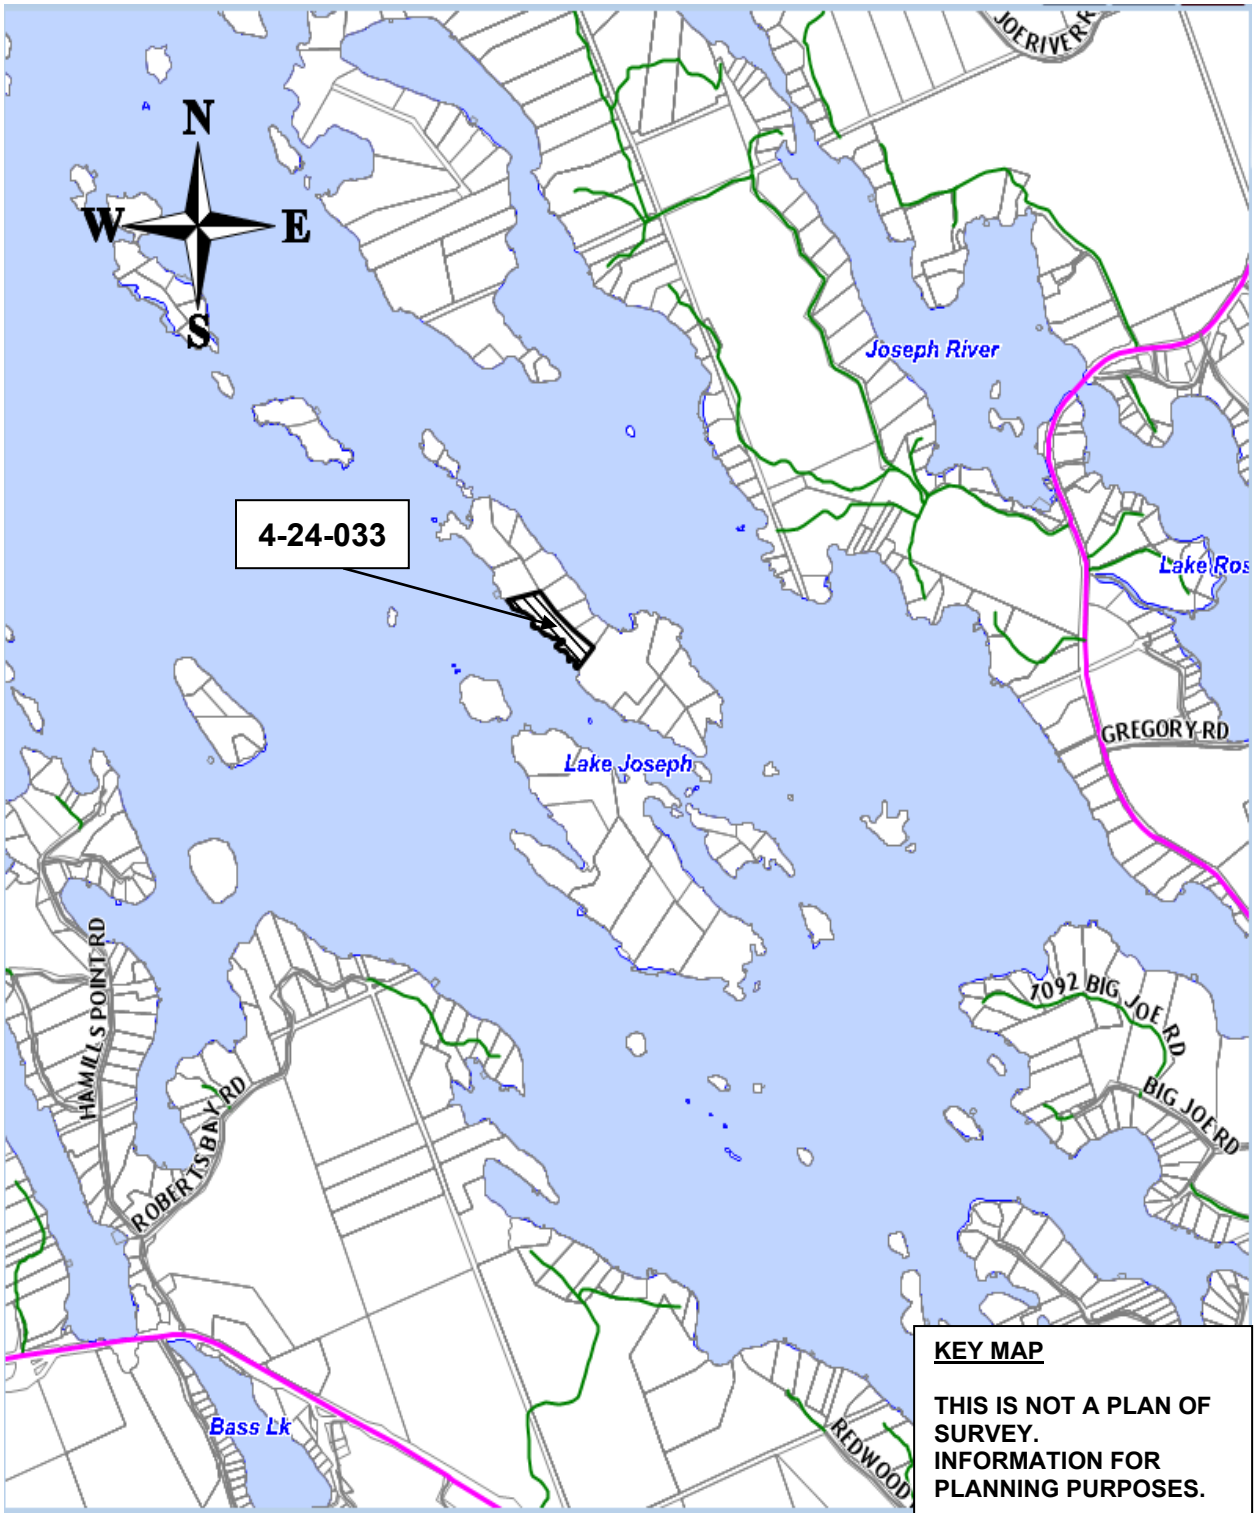 JOE RIVER R
N
W E
S
Joseph River
4-24-033
Lake Ros
GREGORY RD
Lake Joseph
HAMILLS POINT RD
1092 BIG JOE RD
BIG JOE RD
ROBERTS BAY RD
Bass Lk
REDWOOD
KEY MAP
THIS IS NOT A PLAN OF
SURVEY.
INFORMATION FOR
PLANNING PURPOSES.